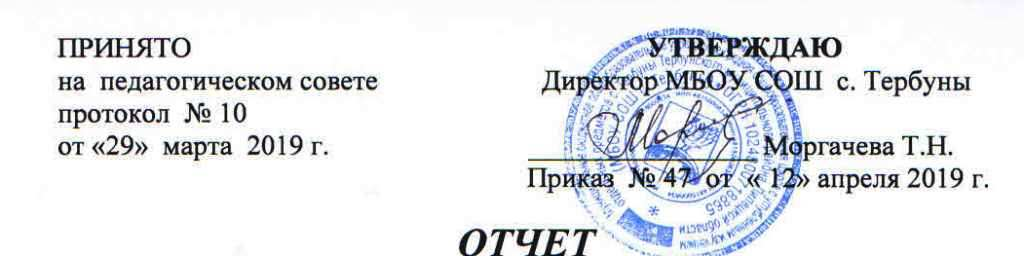 ПРИНЯТО
на педагогическом совете
протокол № 10
от «29» марта 2019 г.
УТВЕРЖДАЮ
Директор МБОУ СОШ с. Тербуны
Моргачева Т.Н.
Приказ № 47 от « 12» апреля 2019 г.
ОТЧЕТ